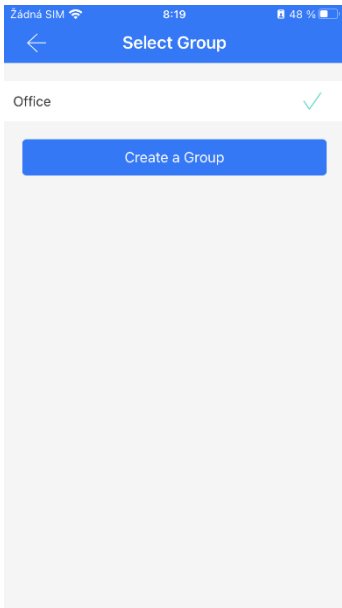 Žádná SIM 8:19 48 %
Select Group
Office
Create a Group